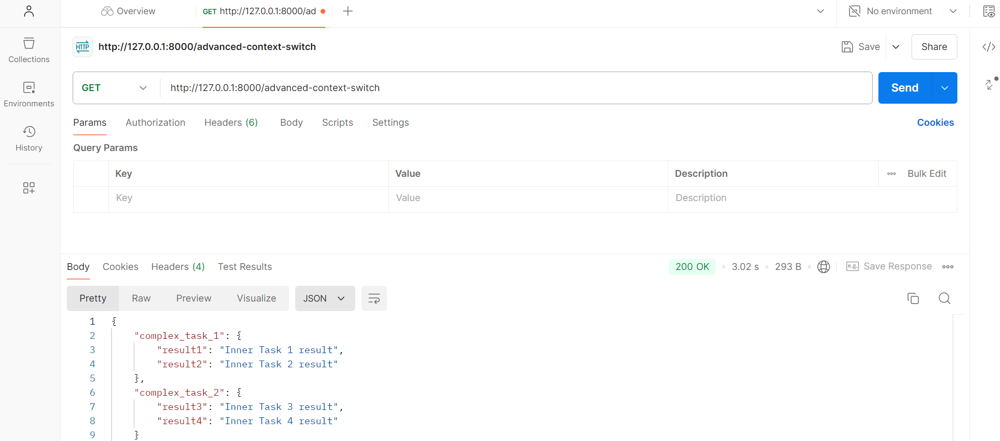 Overview
GET http://127.0.0.1:8000/ad
No environment
Collections
Environments
History
HTTP
http://127.0.0.1:8000/advanced-context-switch
Save
Share
GET
http://127.0.0.1:8000/advanced-context-switch
Send
Params Authorization Headers (6) Body Scripts Settings
Cookies
Query Params
Key Value Description Bulk Edit
Key Value Description
Body Cookies Headers (4) Test Results
200 OK • 3.02 s • 293 B •
e.g. Save Response
Pretty Raw Preview Visualize JSON
1 {
2 "complex_task_1": {
3 "result1": "Inner Task 1 result",
4 "result2": "Inner Task 2 result"
5 },
6 "complex_task_2": {
7 "result3": "Inner Task 3 result",
8 "result4": "Inner Task 4 result"
9 }